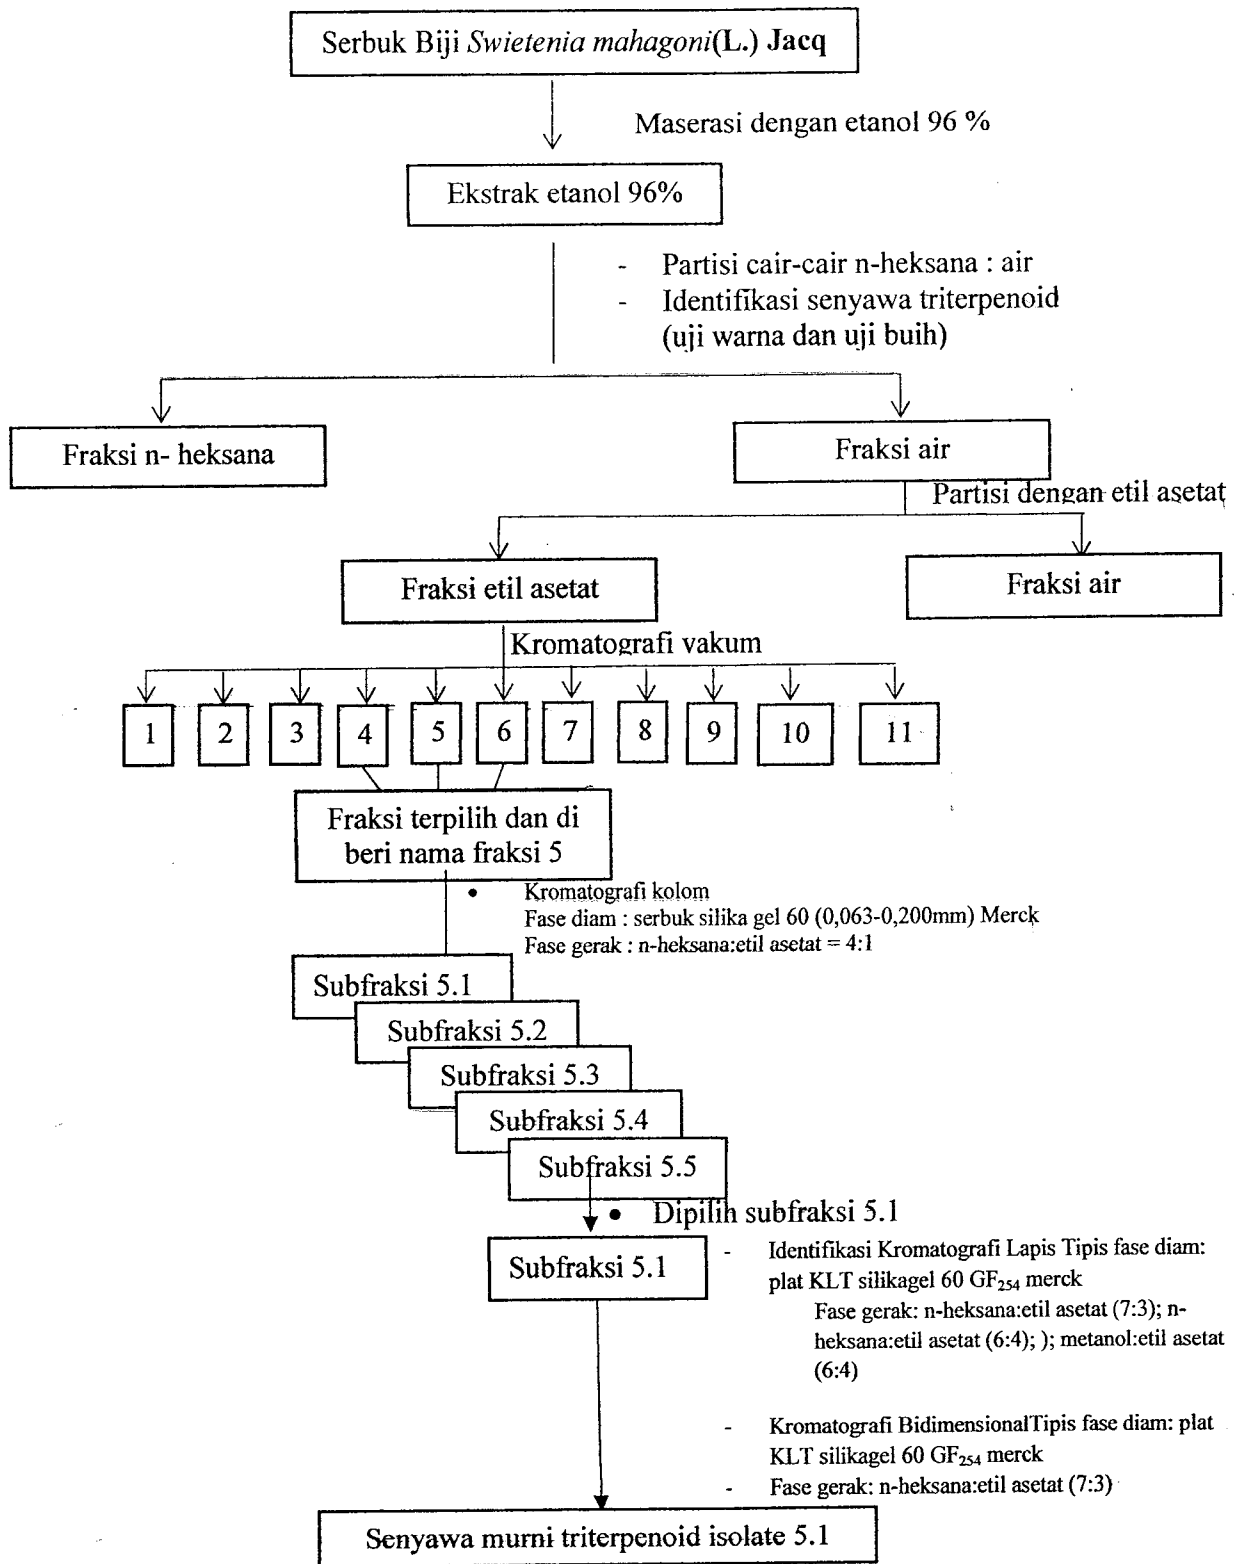 Serbuk Biji Swietenia mahagoni(L.) Jacq
Maserasi dengan etanol 96 %
Ekstrak etanol 96%
- Partisi cair-cair n-heksana : air
- Identifikasi senyawa triterpenoid
(uji warna dan uji buih)
Fraksi n- heksana
Fraksi air
Partisi dengan etil asetat
Fraksi etil asetat
Fraksi air
Kromatografi vakum
1 2 3 4 5 6 7 8 9 10 11
Fraksi terpilih dan di
beri nama fraksi 5
• Kromatografi kolom
Fase diam : serbuk silika gel 60 (0,063-0,200mm) Merck
Fase gerak : n-heksana:etil asetat = 4:1
Subfraksi 5.1
Subfraksi 5.2
Subfraksi 5.3
Subfraksi 5.4
Subfraksi 5.5
• Dipilih subfraksi 5.1
Subfraksi 5.1
- Identifikasi Kromatografi Lapis Tipis fase diam:
plat KLT silikagel 60 GF₂₅₄ merck
Fase gerak: n-heksana:etil asetat (7:3); n-
heksana:etil asetat (6:4); ); metanol:etil asetat
(6:4)
- Kromatografi BidimensionalTipis fase diam: plat
KLT silikagel 60 GF₂₅₄ merck
- Fase gerak: n-heksana:etil asetat (7:3)
Senyawa murni triterpenoid isolate 5.1